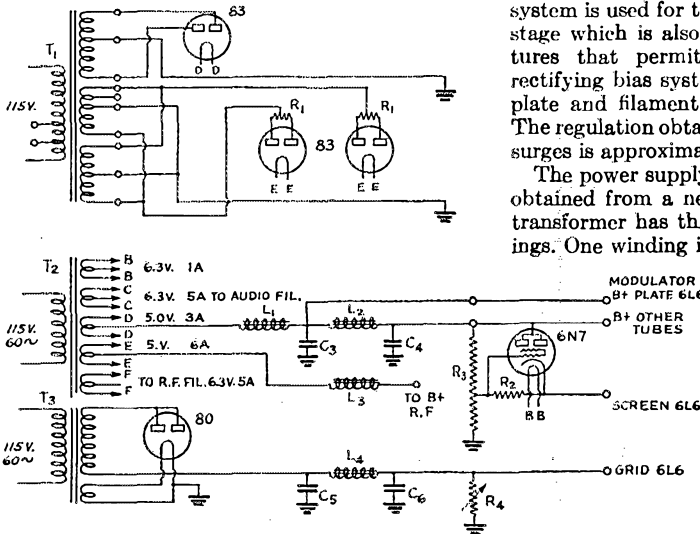 system is used for t
stage which is also
tures that permit
rectifying bias syst
plate and filament
The regulation obta
surges is approxima
The power supply
obtained from a ne
transformer has th
ings. One winding i
83
T1
D D
115V.
R1
R1
83
E E
E E
T2
B
B
6.3V. 1A
C
C
6.3V. 5A TO AUDIO FIL.
D
D
5.0V. 3A
E
E
5.V. 6A
F
F
TO R.F. FIL. 6.3V. 5A
115V.
60~
L1
L2
C3
C4
L3
TO B+
R.F
MODULATOR
B+ PLATE 6L6
B+ OTHER
TUBES
6N7
R3
R2
B B
SCREEN 6L6
T3
80
115V.
60~
L4
C5
C6
R4
GRID 6L6